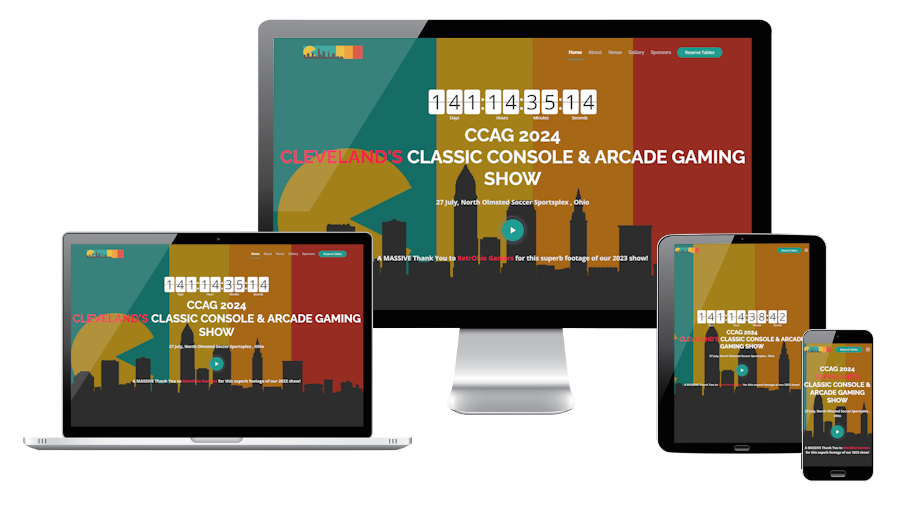 Home About Venue Gallery Sponsors Reserve Tables
141:14:35:14
Days Hours Minutes Seconds
CCAG 2024
CLEVELAND'S CLASSIC CONSOLE & ARCADE GAMING
SHOW
27 July, North Olmsted Soccer Sportsplex , Ohio
A MASSIVE Thank You to RetrOhio Gamers for this superb footage of our 2023 show!
Home About Venue Gallery Sponsors Reserve Tables
141:14:35:14
Days Hours Minutes Seconds
CCAG 2024
CLEVELAND'S CLASSIC CONSOLE & ARCADE GAMING
SHOW
27 July, North Olmsted Soccer Sportsplex , Ohio
A MASSIVE Thank You to RetrOhio Gamers for this superb footage of our 2023 show!
Reserve Tables
141:14:38:42
CCAG 2024
CLEVELAND'S CLASSIC CONSOLE & ARCADE
GAMING SHOW
27 July, North Olmsted Soccer Sportsplex , Ohio
A MASSIVE Thank You to RetrOhio Gamers for this superb footage of our 2023 show!
Reserve Tables
CCAG 2024
CLEVELAND'S
CLASSIC CONSOLE &
ARCADE GAMING
SHOW
27 July, North Olmsted Soccer Sportsplex ,
Ohio
A MASSIVE Thank You to RetrOhio Gamers
for this superb footage of our 2023 show!